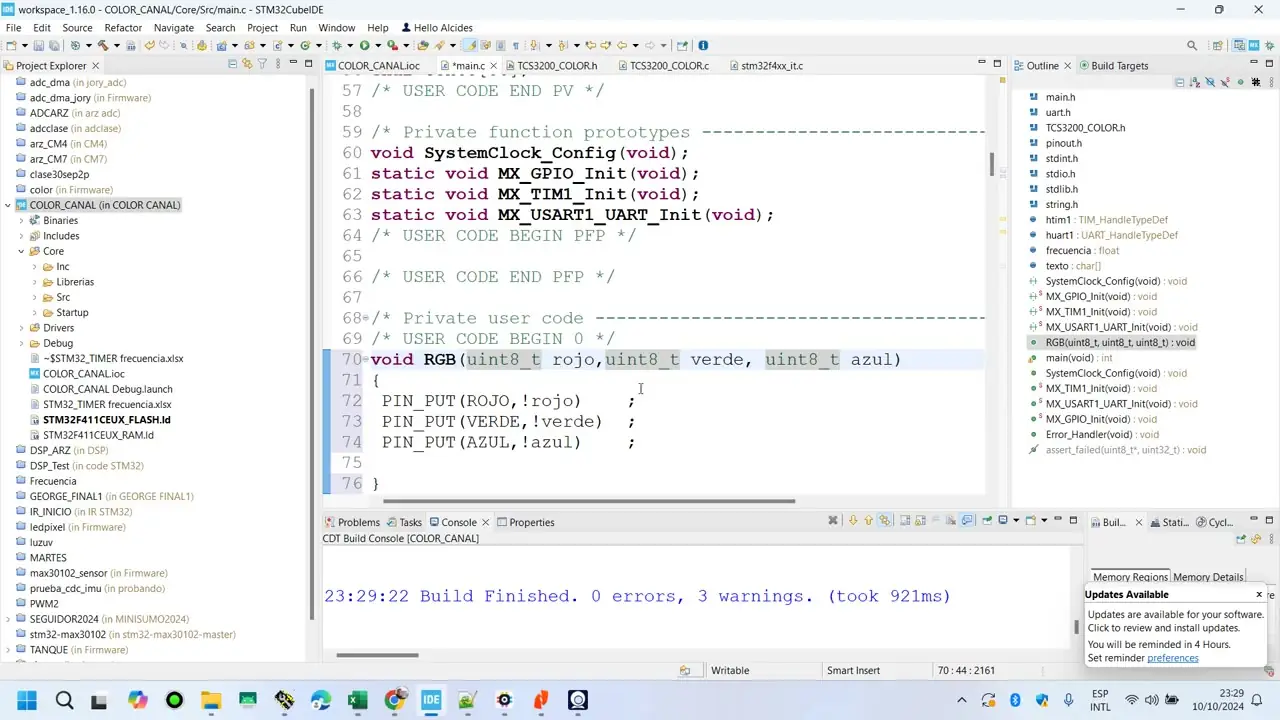 workspace_1.16.0 - COLOR_CANAL/Core/Src/main.c - STM32CubeIDE
File Edit Source Refactor Navigate Search Project Run Window Help Hello Alcides
Project Explorer
adc_dma (in jory_adc)
adc_dma_jory (in Firmware)
ADCARZ (in arz adc)
adcclase (in adclase)
arz_CM4 (in CM4)
arz_CM7 (in CM7)
clase30sep2p
color (in Firmware)
COLOR_CANAL (in COLOR CANAL)
Binaries
Includes
Core
Inc
Librerias
Src
Startup
Drivers
Debug
~$STM32_TIMER frecuencia.xlsx
COLOR_CANAL.ioc
COLOR_CANAL Debug.launch
STM32_TIMER frecuencia.xlsx
STM32F411CEUX_FLASH.ld
STM32F411CEUX_RAM.ld
DSP_ARZ (in DSP)
DSP_Test (in code STM32)
Frecuencia
GEORGE_FINAL1 (in GEORGE FINAL1)
IR_INICIO (in IR STM32)
ledpixel (in Firmware)
luzuv
MARTES
max30102_sensor (in Firmware)
prueba_cdc_imu (in probando)
PWM2
SEGUIDOR2024 (in MINISUMO2024)
stm32-max30102 (in stm32-max30102-master)
TANQUE (in Firmware)
COLOR_CANAL.ioc *main.c TCS3200_COLOR.h TCS3200_COLOR.c stm32f4xx_it.c
57 /* USER CODE END PV */
58
59 /* Private function prototypes ---------------------------
60 void SystemClock_Config(void);
61 static void MX_GPIO_Init(void);
62 static void MX_TIM1_Init(void);
63 static void MX_USART1_UART_Init(void);
64 /* USER CODE BEGIN PFP */
65
66 /* USER CODE END PFP */
67
68 /* Private user code -------------------------------------
69 /* USER CODE BEGIN 0 */
70 void RGB(uint8_t rojo,uint8_t verde, uint8_t azul)
71 {
72 PIN_PUT(ROJO,!rojo) ;
73 PIN_PUT(VERDE,!verde) ;
74 PIN_PUT(AZUL,!azul) ;
75
76 }
Problems Tasks Console Properties
CDT Build Console [COLOR_CANAL]
23:29:22 Build Finished. 0 errors, 3 warnings. (took 921ms)
Outline Build Targets
main.h
uart.h
TCS3200_COLOR.h
pinout.h
stdint.h
stdio.h
stdlib.h
string.h
htim1 : TIM_HandleTypeDef
huart1 : UART_HandleTypeDef
frecuencia : float
texto : char[]
SystemClock_Config(void) : void
MX_GPIO_Init(void) : void
MX_TIM1_Init(void) : void
MX_USART1_UART_Init(void) : void
RGB(uint8_t, uint8_t, uint8_t) : void
main(void) : int
SystemClock_Config(void) : void
MX_TIM1_Init(void) : void
MX_USART1_UART_Init(void) : void
MX_GPIO_Init(void) : void
Error_Handler(void) : void
assert_failed(uint8_t*, uint32_t) : void
Buil... Stati... Cycl...
Memory Regions Memory Details
Updates Available
Updates are available for your software.
Click to review and install updates.
You will be reminded in 4 Hours.
Set reminder preferences
Writable Smart Insert 70 : 44 : 2161
IDE
ESP
INTL
23:29
10/10/2024